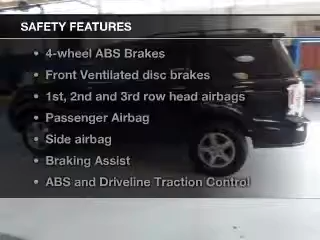 SAFETY FEATURES
• 4-wheel ABS Brakes
• Front Ventilated disc brakes
• 1st, 2nd and 3rd row head airbags
• Passenger Airbag
• Side airbag
• Braking Assist
• ABS and Driveline Traction Control